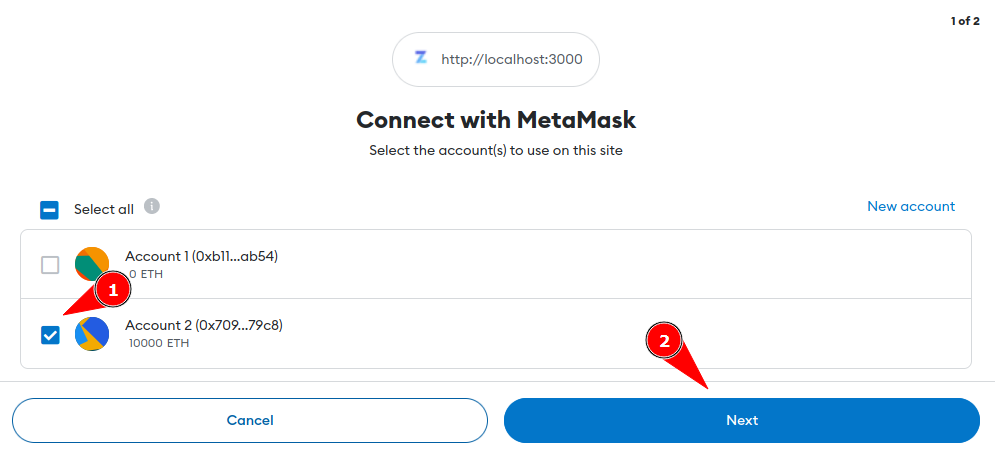 1 of 2
http://localhost:3000
Connect with MetaMask
Select the account(s) to use on this site
Select all i
New account
Account 1 (0xb11...ab54)
0 ETH
1
Account 2 (0x709...79c8)
10000 ETH
2
Cancel
Next